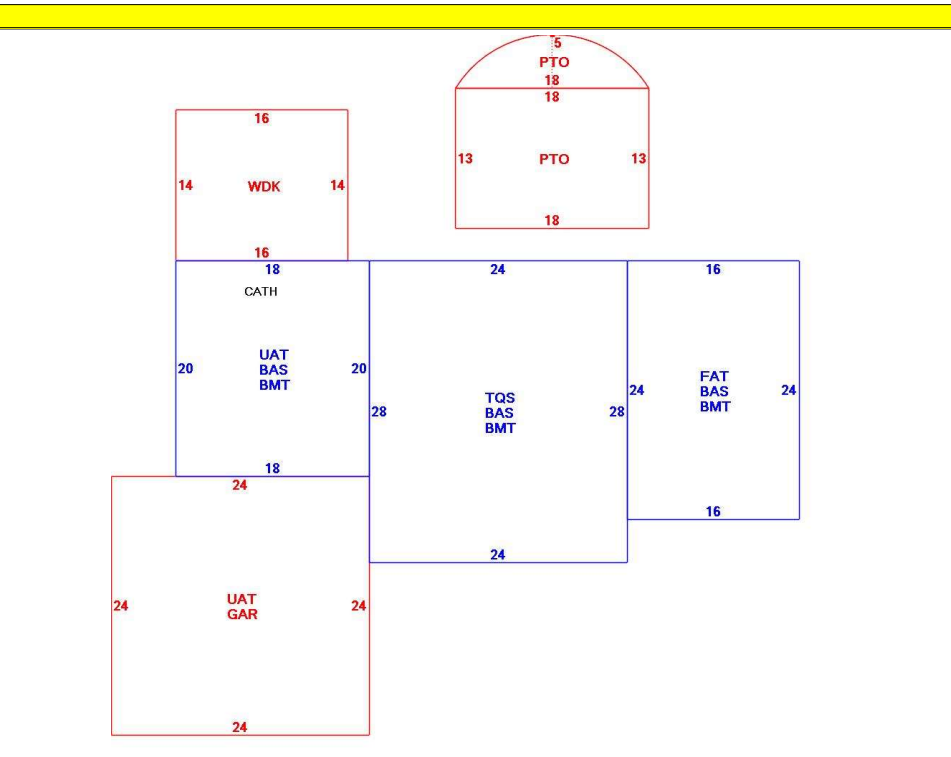 5
PTO
18
18
13 PTO 13
18
16
14 WDK 14
16
18
CATH
20 20
UAT
BAS
BMT
18
24
28 28
TQS
BAS
BMT
24
16
24 24
FAT
BAS
BMT
16
24
24 24
UAT
GAR
24